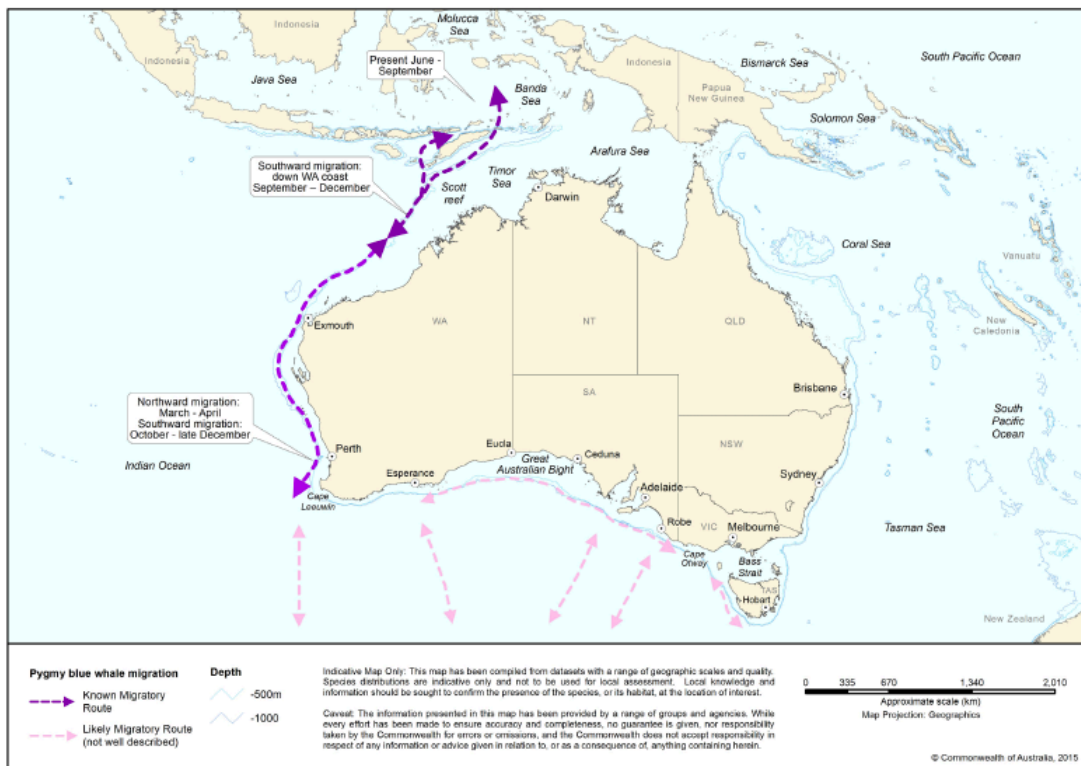 Indonesia
Indonesia
Molucca
Sea
Present June -
September
Java Sea
Banda
Sea
Indonesia
Papua
New Guinea
Bismarck Sea
South Pacific Ocean
Solomon Sea
Arafura Sea
Southward migration:
down WA coast
September – December
Timor
Sea
Scott
reef
Darwin
Coral Sea
Vanuatu
New
Caledonia
Exmouth
WA
NT
QLD
SA
Brisbane
Northward migration:
March - April
Southward migration:
October - late December
South
Pacific
Ocean
Indian Ocean
Perth
Eucla
Great
Australian Bight
Ceduna
NSW
Esperance
Sydney
Cape
Leeuwin
Adelaide
Robe
VIC
Melbourne
Tasman Sea
Cape
Otway
Bass
Strait
TAS
Hobart
New Zealand
Pygmy blue whale migration
Known Migratory
Route
Likely Migratory Route
(not well described)
Depth
-500m
-1000
Indicative Map Only: This map has been compiled from datasets with a range of geographic scales and quality.
Species distributions are indicative only and not to be used for local assessment. Local knowledge and
information should be sought to confirm the presence of the species, or its habitat, at the location of interest.
Caveat: The information presented in this map has been provided by a range of groups and agencies. While
every effort has been made to ensure accuracy and completeness, no guarantee is given, nor responsibility
taken by the Commonwealth for errors or omissions, and the Commonwealth does not accept responsibility in
respect of any information or advice given in relation to, or as a consequence of, anything containing herein.
0 335 670 1,340 2,010
Approximate scale (km)
Map Projection: Geographics
© Commonwealth of Australia, 2015